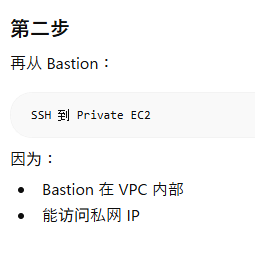 第二步
再从 Bastion：
SSH 到 Private EC2
因为：
• Bastion 在 VPC 内部
• 能访问私网 IP